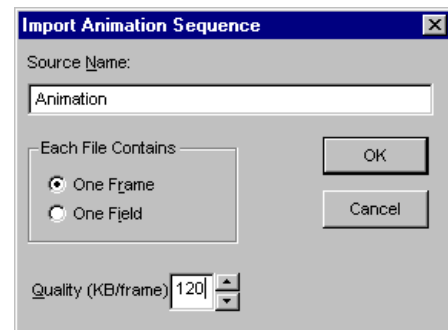 Import Animation Sequence
Source Name:
Animation
Each File Contains
One Frame
One Field
OK
Cancel
Quality (KB/frame) 120